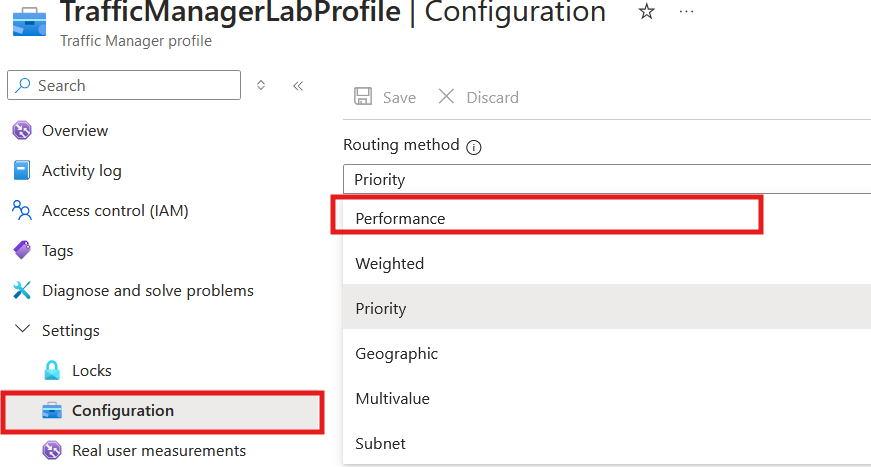 TrafficManagerLabProfile | Configuration ...
Traffic Manager profile
Search
Overview
Activity log
Access control (IAM)
Tags
Diagnose and solve problems
Settings
Locks
Configuration
Real user measurements
Save Discard
Routing method
Priority
Performance
Weighted
Priority
Geographic
Multivalue
Subnet